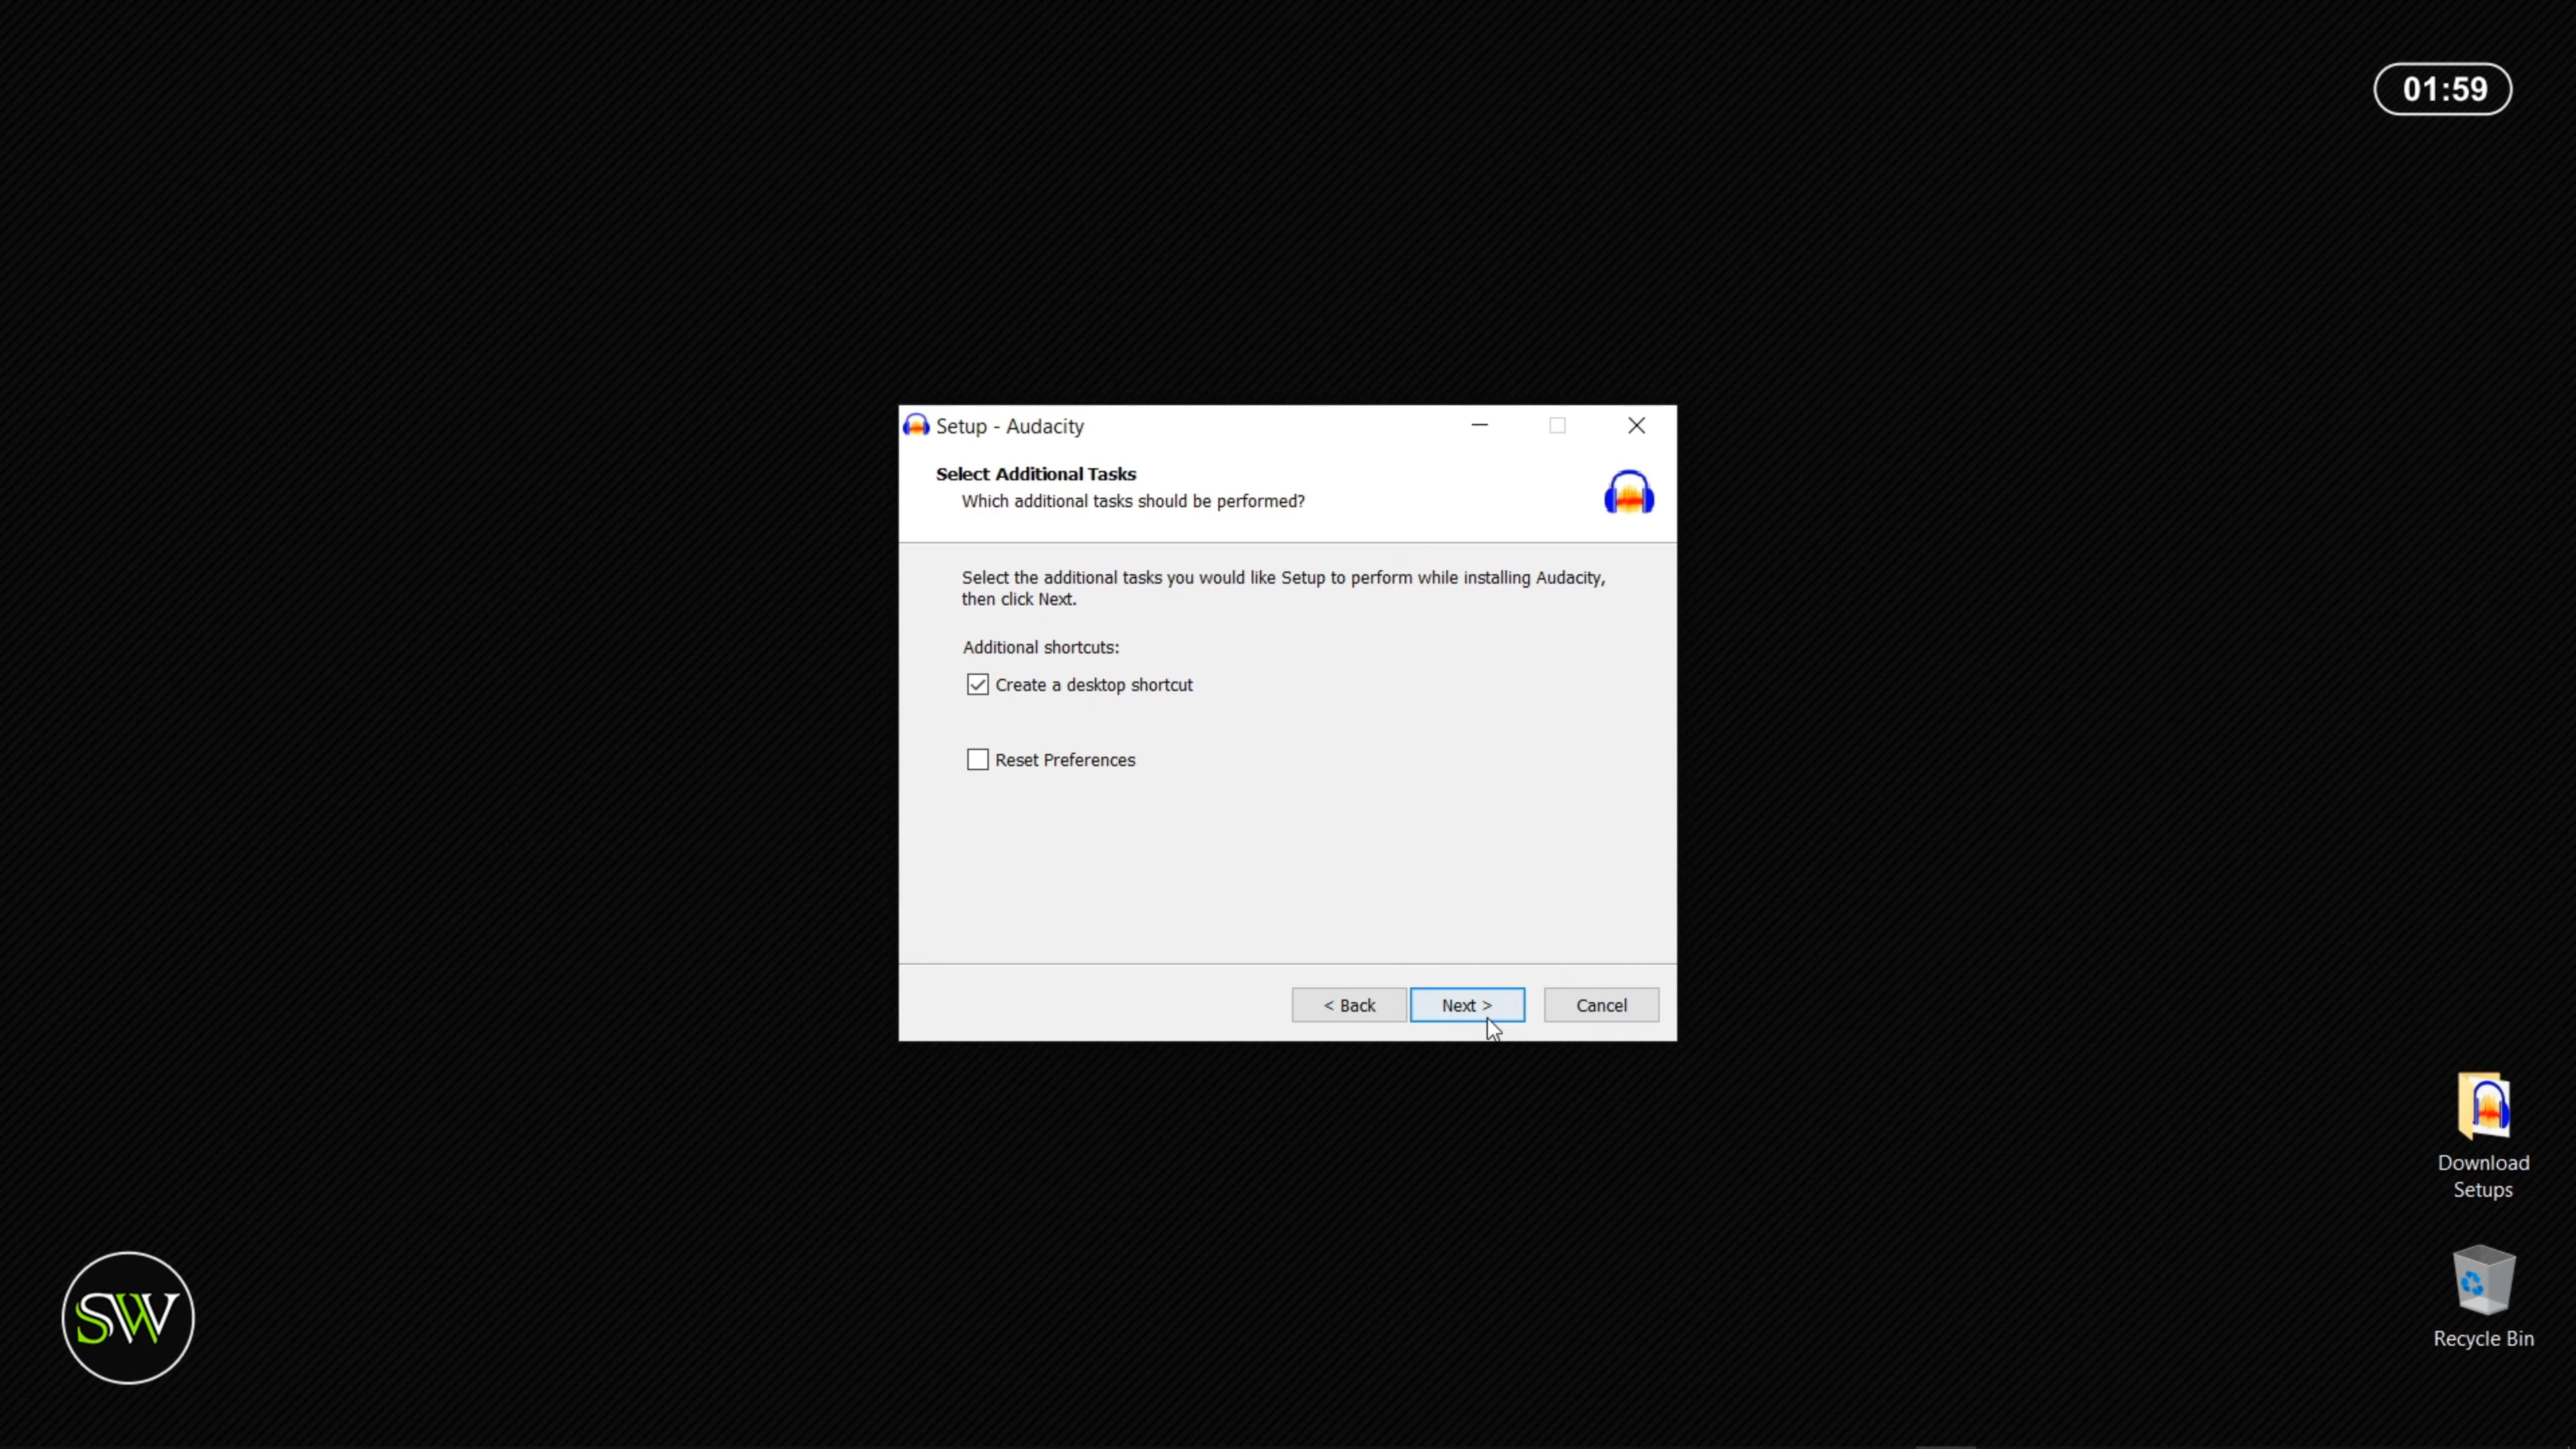 01:59
Setup - Audacity
Select Additional Tasks
Which additional tasks should be performed?
Select the additional tasks you would like Setup to perform while installing Audacity,
then click Next.
Additional shortcuts:
Create a desktop shortcut
Reset Preferences
< Back
Next >
Cancel
Download
Setups
SW
Recycle Bin